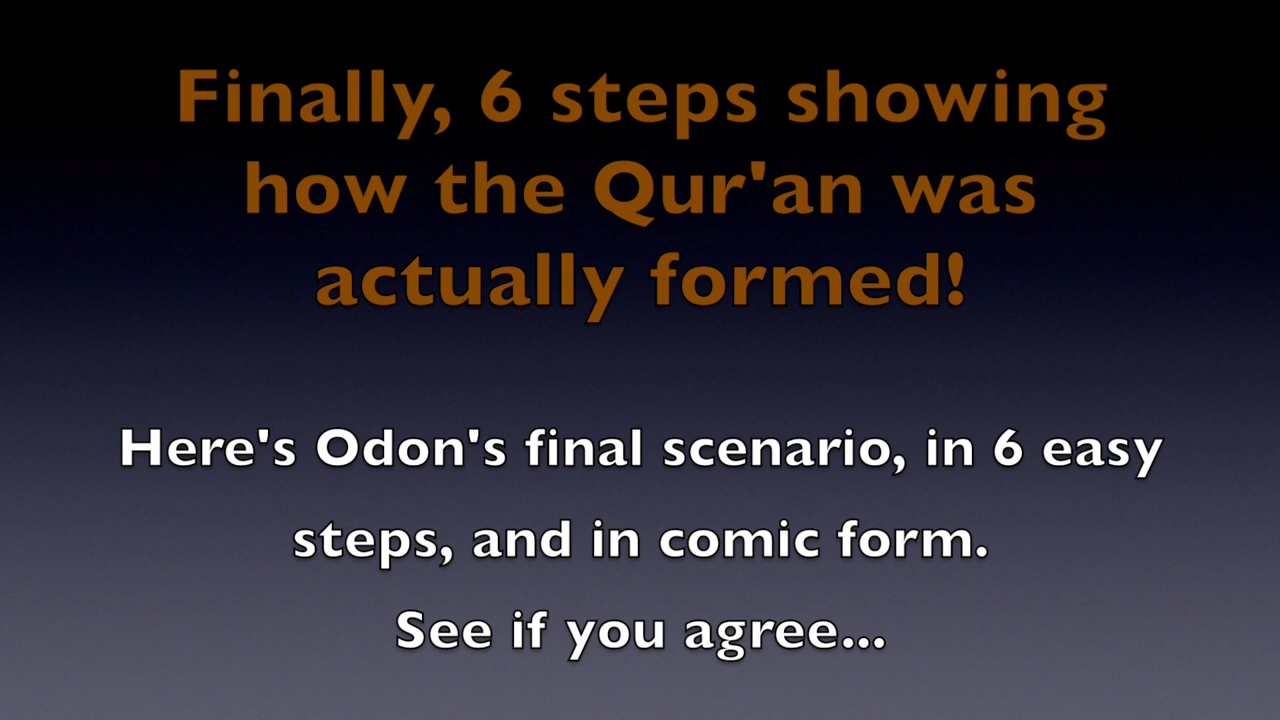 Finally, 6 steps showing
how the Qur'an was
actually formed!
Here's Odon's final scenario, in 6 easy
steps, and in comic form.
See if you agree...